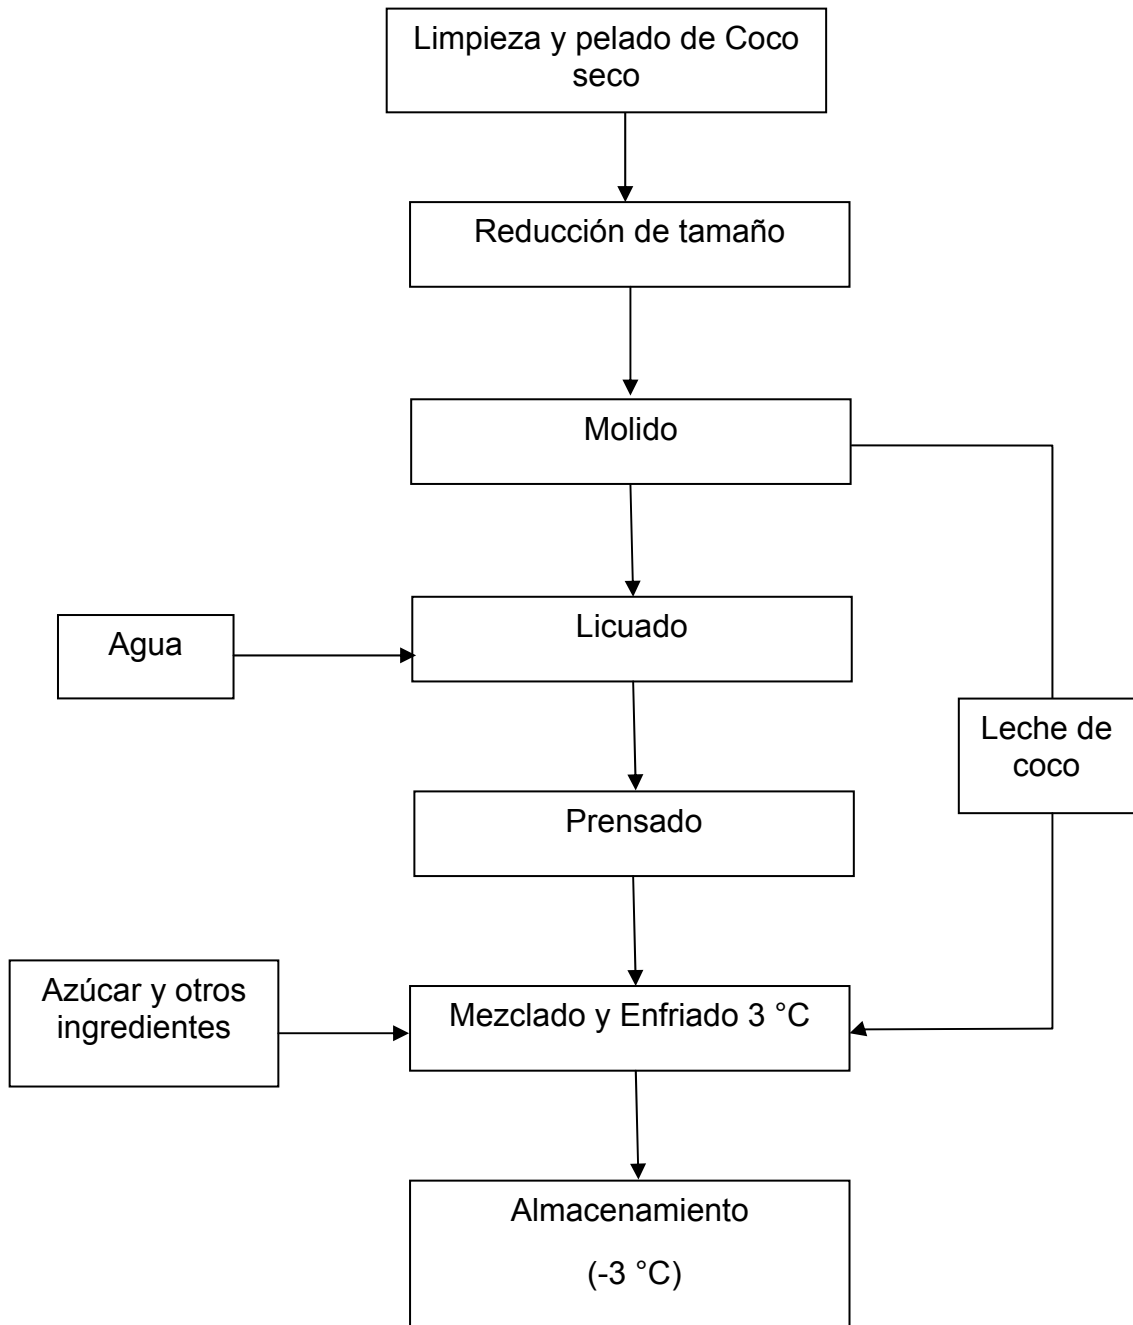 Limpieza y pelado de Coco
seco
Reducción de tamaño
Molido
Licuado
Agua
Leche de
coco
Prensado
Azúcar y otros
ingredientes
Mezclado y Enfriado 3 °C
Almacenamiento
(-3 °C)